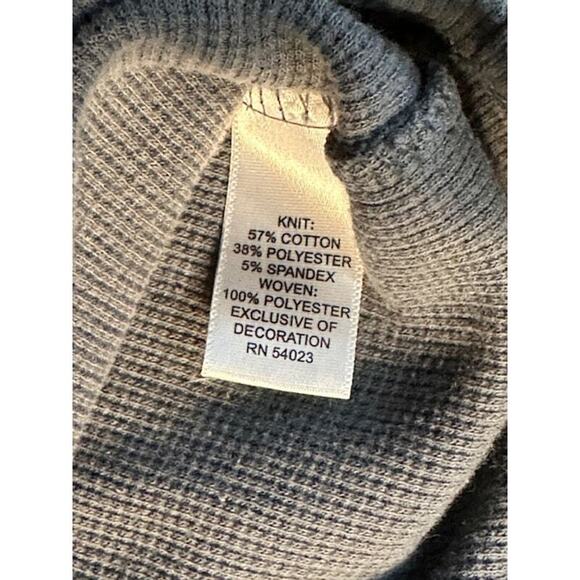 KNIT:
57% COTTON
38% POLYESTER
5% SPANDEX
WOVEN:
100% POLYESTER
EXCLUSIVE OF
DECORATION
RN 54023